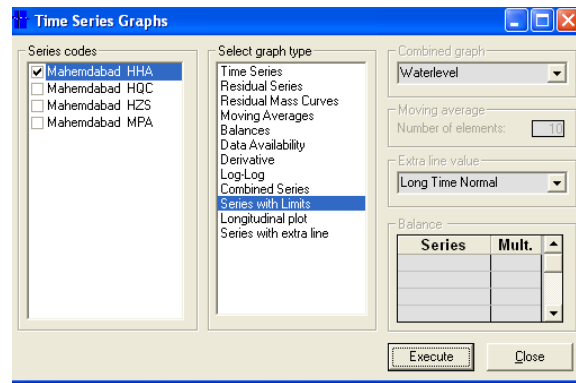 Time Series Graphs
Series codes
Mahemdabad HHA
Mahemdabad HQC
Mahemdabad HZS
Mahemdabad MPA
Select graph type
Time Series
Residual Series
Residual Mass Curves
Moving Averages
Balances
Data Availability
Derivative
Log-Log
Combined Series
Series with Limits
Longitudinal plot
Series with extra line
Combined graph
Waterlevel
Moving average
Number of elements: 10
Extra line value
Long Time Normal
Balance
Series Mult.
Execute Close